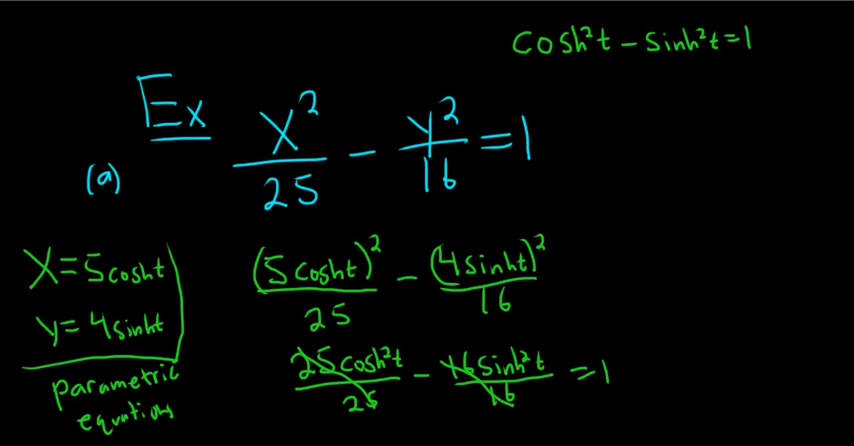 cosh²t - sinh²t = 1
Ex
(a) x²/25 - y²/16 = 1
x = 5cosht
y = 4sinht
parametric
equations
(5cosht)²/25 - (4sinht)²/16
25cosh²t/25 - 16sinh²t/16 = 1